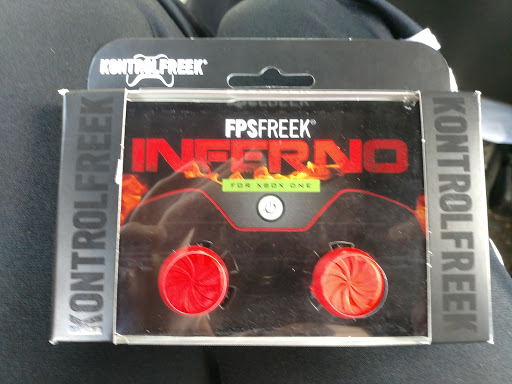 KONTROLFREEK®
FPSFREEK®
INFERNO
FOR XBOX ONE
KONTROLFREEK
KONTROLFREEK